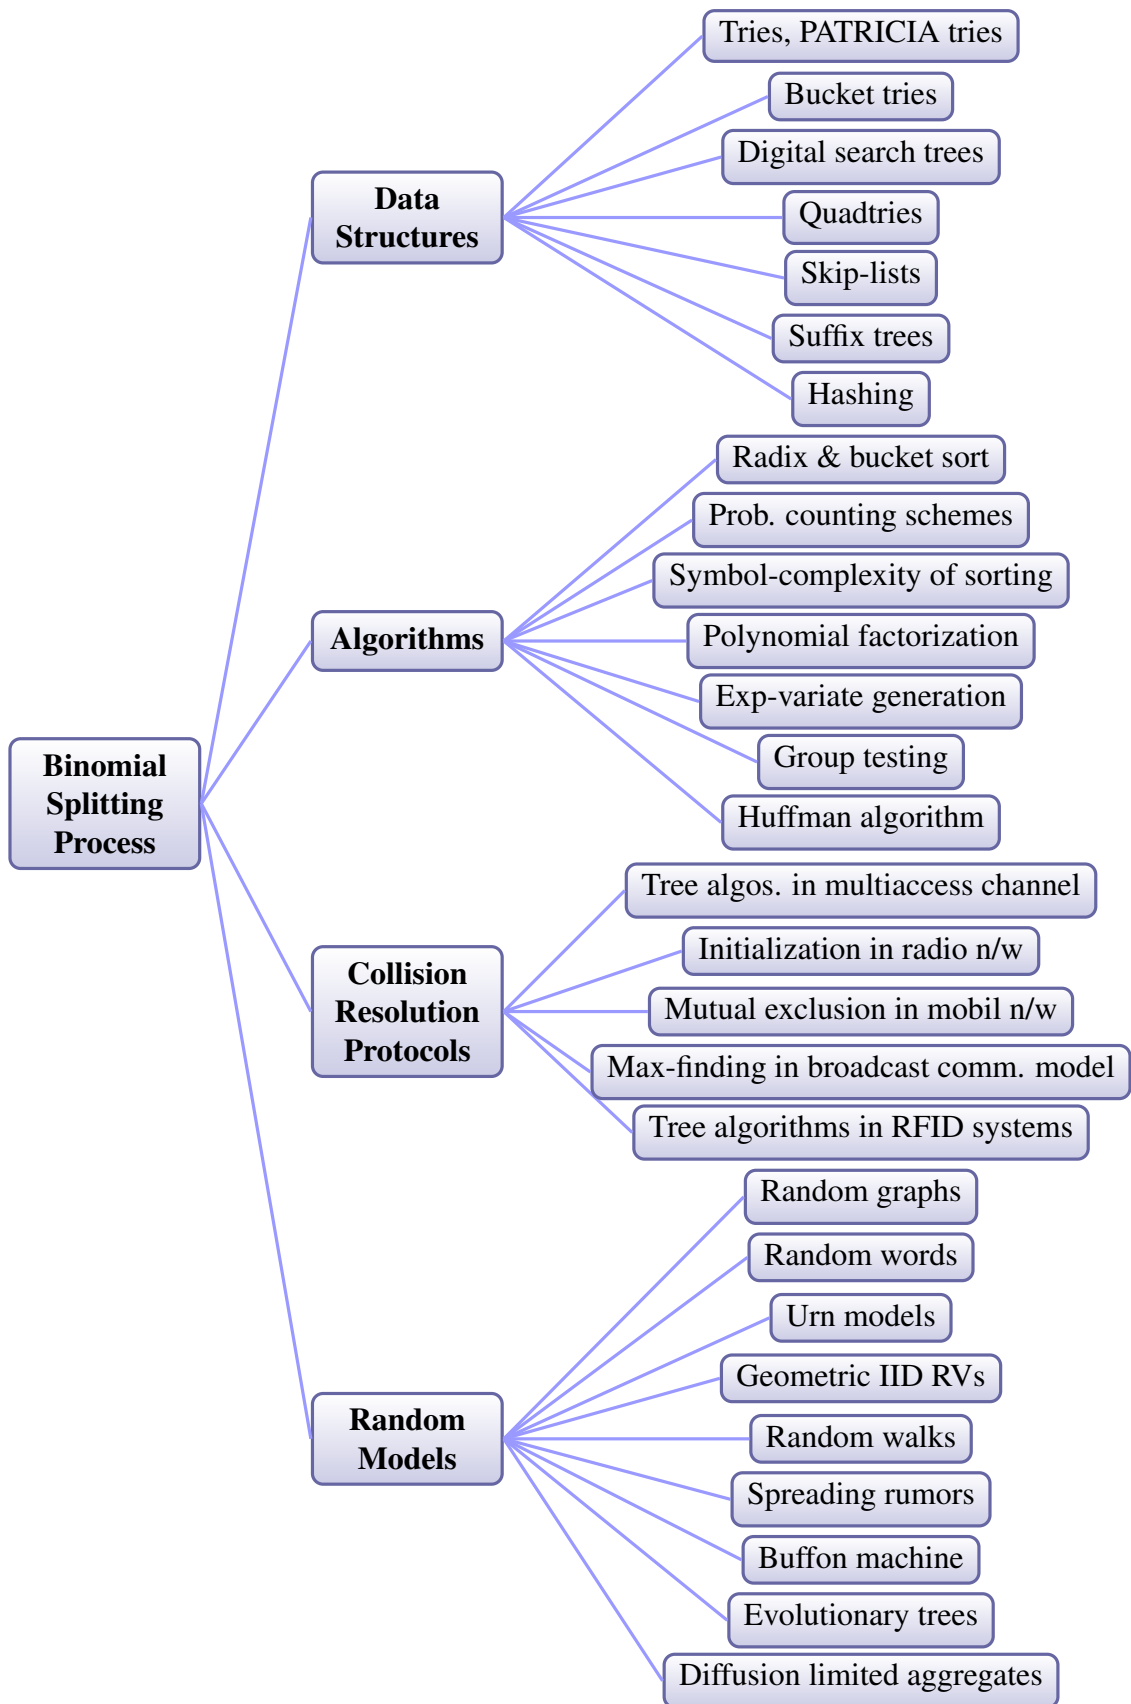 Tries, PATRICIA tries
Bucket tries
Digital search trees
Data
Structures
Quadtries
Skip-lists
Suffix trees
Hashing
Radix & bucket sort
Prob. counting schemes
Symbol-complexity of sorting
Algorithms
Polynomial factorization
Exp-variate generation
Group testing
Huffman algorithm
Binomial
Splitting
Process
Tree algos. in multiaccess channel
Initialization in radio n/w
Collision
Resolution
Protocols
Mutual exclusion in mobil n/w
Max-finding in broadcast comm. model
Tree algorithms in RFID systems
Random graphs
Random words
Urn models
Geometric IID RVs
Random
Models
Random walks
Spreading rumors
Buffon machine
Evolutionary trees
Diffusion limited aggregates